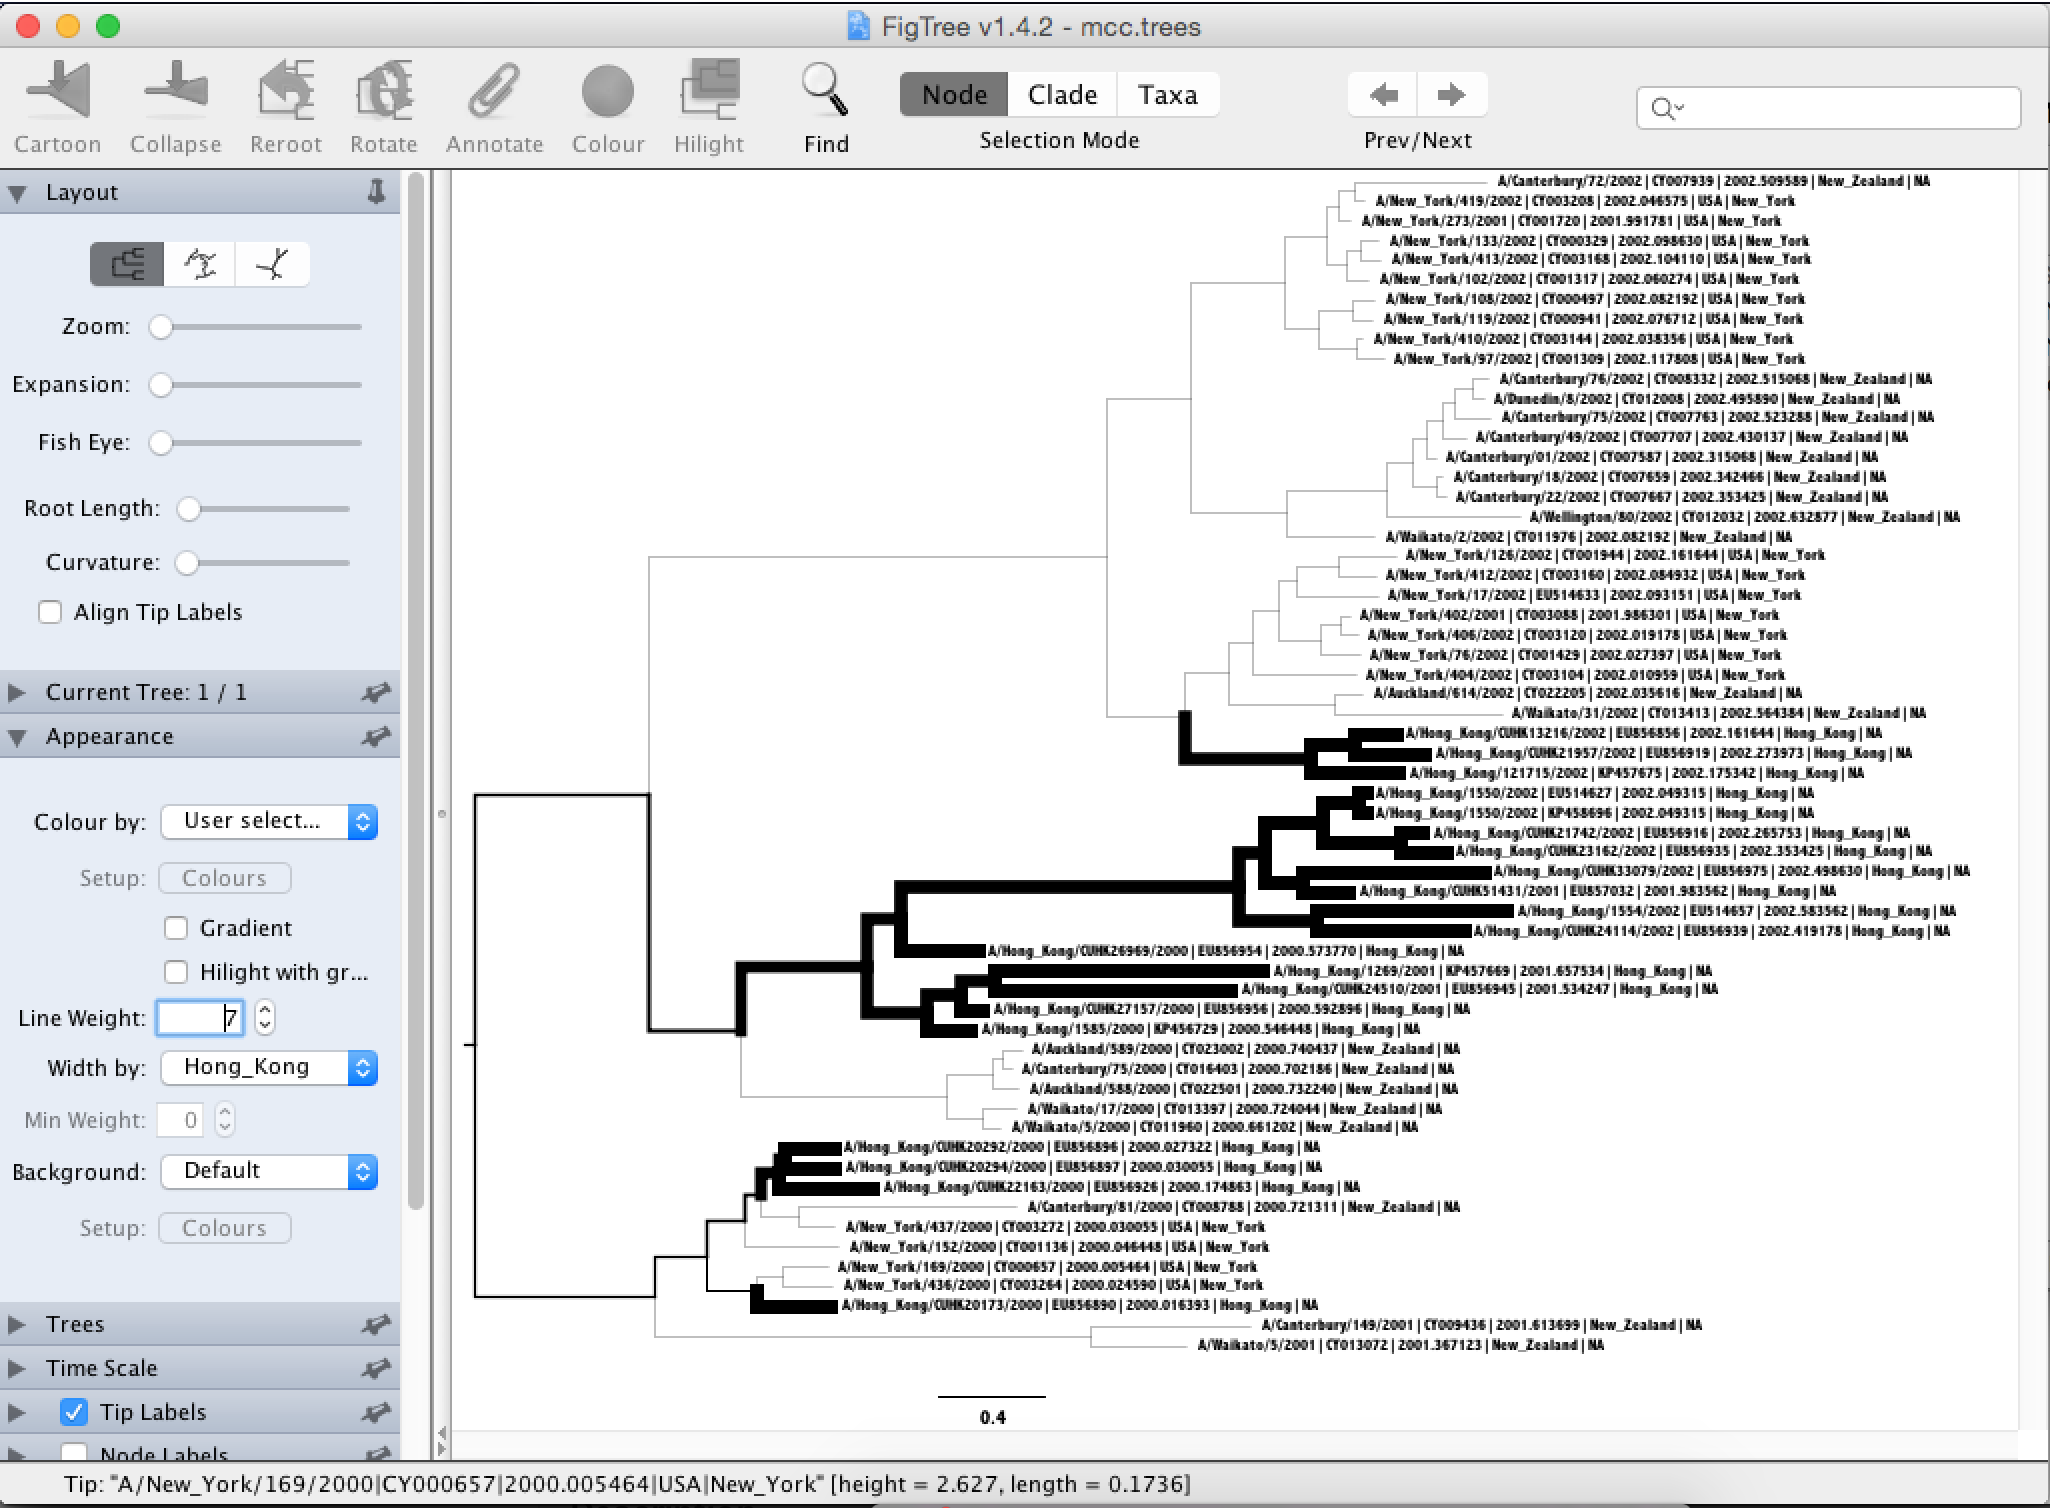 FigTree v1.4.2 - mcc.trees
Cartoon Collapse Reroot Rotate Annotate Colour Hilight Find
Node Clade Taxa
Selection Mode
Prev/Next
Layout
Zoom:
Expansion:
Fish Eye:
Root Length:
Curvature:
Align Tip Labels
Current Tree: 1 / 1
Appearance
Colour by: User select...
Setup: Colours
Gradient
Hilight with gr...
Line Weight: 7
Width by: Hong_Kong
Min Weight: 0
Background: Default
Setup: Colours
Trees
Time Scale
Tip Labels
Node Labels
A/Canterbury/72/2002|CY007939|2002.509589|New_Zealand|NA
A/New_York/419/2002|CY003208|2002.046575|USA|New_York
A/New_York/273/2001|CY001720|2001.991781|USA|New_York
A/New_York/133/2002|CY000329|2002.098630|USA|New_York
A/New_York/413/2002|CY003168|2002.104110|USA|New_York
A/New_York/102/2002|CY001317|2002.060274|USA|New_York
A/New_York/108/2002|CY000497|2002.082192|USA|New_York
A/New_York/119/2002|CY000941|2002.076712|USA|New_York
A/New_York/410/2002|CY003144|2002.038356|USA|New_York
A/New_York/97/2002|CY001309|2002.117808|USA|New_York
A/Canterbury/76/2002|CY008332|2002.515068|New_Zealand|NA
A/Dunedin/8/2002|CY012008|2002.495890|New_Zealand|NA
A/Canterbury/75/2002|CY007763|2002.523288|New_Zealand|NA
A/Canterbury/49/2002|CY007707|2002.430137|New_Zealand|NA
A/Canterbury/01/2002|CY007587|2002.315068|New_Zealand|NA
A/Canterbury/18/2002|CY007659|2002.342466|New_Zealand|NA
A/Canterbury/22/2002|CY007667|2002.353425|New_Zealand|NA
A/Wellington/80/2002|CY012032|2002.632877|New_Zealand|NA
A/Waikato/2/2002|CY011976|2002.082192|New_Zealand|NA
A/New_York/126/2002|CY001944|2002.161644|USA|New_York
A/New_York/412/2002|CY003160|2002.084932|USA|New_York
A/New_York/17/2002|EU514633|2002.093151|USA|New_York
A/New_York/402/2001|CY003088|2001.986301|USA|New_York
A/New_York/406/2002|CY003120|2002.019178|USA|New_York
A/New_York/76/2002|CY001429|2002.027397|USA|New_York
A/New_York/404/2002|CY003104|2002.010959|USA|New_York
A/Auckland/614/2002|CY022205|2002.035616|New_Zealand|NA
A/Waikato/31/2002|CY013413|2002.564384|New_Zealand|NA
A/Hong_Kong/CUHK13216/2002|EU856856|2002.161644|Hong_Kong|NA
A/Hong_Kong/CUHK21957/2002|EU856919|2002.273973|Hong_Kong|NA
A/Hong_Kong/121715/2002|KP457675|2002.175342|Hong_Kong|NA
A/Hong_Kong/1550/2002|EU514627|2002.049315|Hong_Kong|NA
A/Hong_Kong/1550/2002|KP458696|2002.049315|Hong_Kong|NA
A/Hong_Kong/CUHK21742/2002|EU856916|2002.265753|Hong_Kong|NA
A/Hong_Kong/CUHK23162/2002|EU856935|2002.353425|Hong_Kong|NA
A/Hong_Kong/CUHK33079/2002|EU856975|2002.498630|Hong_Kong|NA
A/Hong_Kong/CUHK51431/2001|EU857032|2001.983562|Hong_Kong|NA
A/Hong_Kong/1554/2002|EU514657|2002.583562|Hong_Kong|NA
A/Hong_Kong/CUHK24114/2002|EU856939|2002.419178|Hong_Kong|NA
A/Hong_Kong/CUHK26969/2000|EU856954|2000.573770|Hong_Kong|NA
A/Hong_Kong/1269/2001|KP457669|2001.657534|Hong_Kong|NA
A/Hong_Kong/CUHK24510/2001|EU856945|2001.534247|Hong_Kong|NA
A/Hong_Kong/CUHK27157/2000|EU856956|2000.592896|Hong_Kong|NA
A/Hong_Kong/1585/2000|KP456729|2000.546448|Hong_Kong|NA
A/Auckland/589/2000|CY023002|2000.740437|New_Zealand|NA
A/Canterbury/75/2000|CY016403|2000.702186|New_Zealand|NA
A/Auckland/588/2000|CY022501|2000.732240|New_Zealand|NA
A/Waikato/17/2000|CY013397|2000.724044|New_Zealand|NA
A/Waikato/5/2000|CY011960|2000.661202|New_Zealand|NA
A/Hong_Kong/CUHK20292/2000|EU856896|2000.027322|Hong_Kong|NA
A/Hong_Kong/CUHK20294/2000|EU856897|2000.030055|Hong_Kong|NA
A/Hong_Kong/CUHK22163/2000|EU856926|2000.174863|Hong_Kong|NA
A/Canterbury/81/2000|CY008788|2000.721311|New_Zealand|NA
A/New_York/437/2000|CY003272|2000.030055|USA|New_York
A/New_York/152/2000|CY001136|2000.046448|USA|New_York
A/New_York/169/2000|CY000657|2000.005464|USA|New_York
A/New_York/436/2000|CY003264|2000.024590|USA|New_York
A/Hong_Kong/CUHK20173/2000|EU856890|2000.016393|Hong_Kong|NA
A/Canterbury/149/2001|CY009436|2001.613699|New_Zealand|NA
A/Waikato/5/2001|CY013072|2001.367123|New_Zealand|NA
0.4
Tip: "A/New_York/169/2000|CY000657|2000.005464|USA|New_York" [height = 2.627, length = 0.1736]